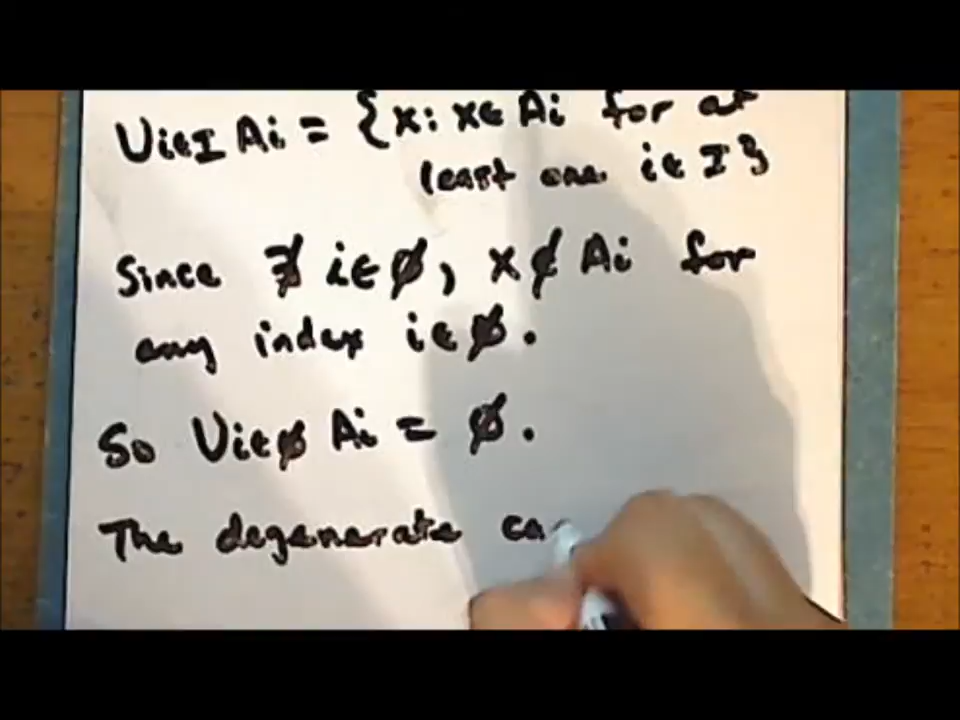 ∪i∈I Ai = {x: x∈ Ai for at
least one i∈ I}
Since ∄ i∈∅, x∉ Ai for
any index i∈∅.
So ∪i∈∅ Ai = ∅.
The degenerate ca